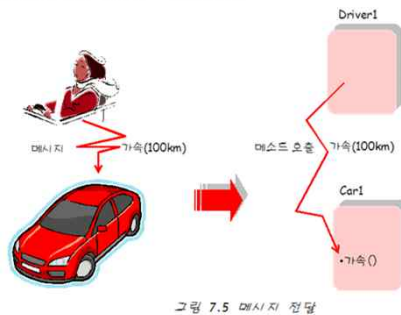 Driver1
메시지 가속(100km)
메소드 호출 가속(100km)
Car1
•가속()
그림 7.5 메시지 전달